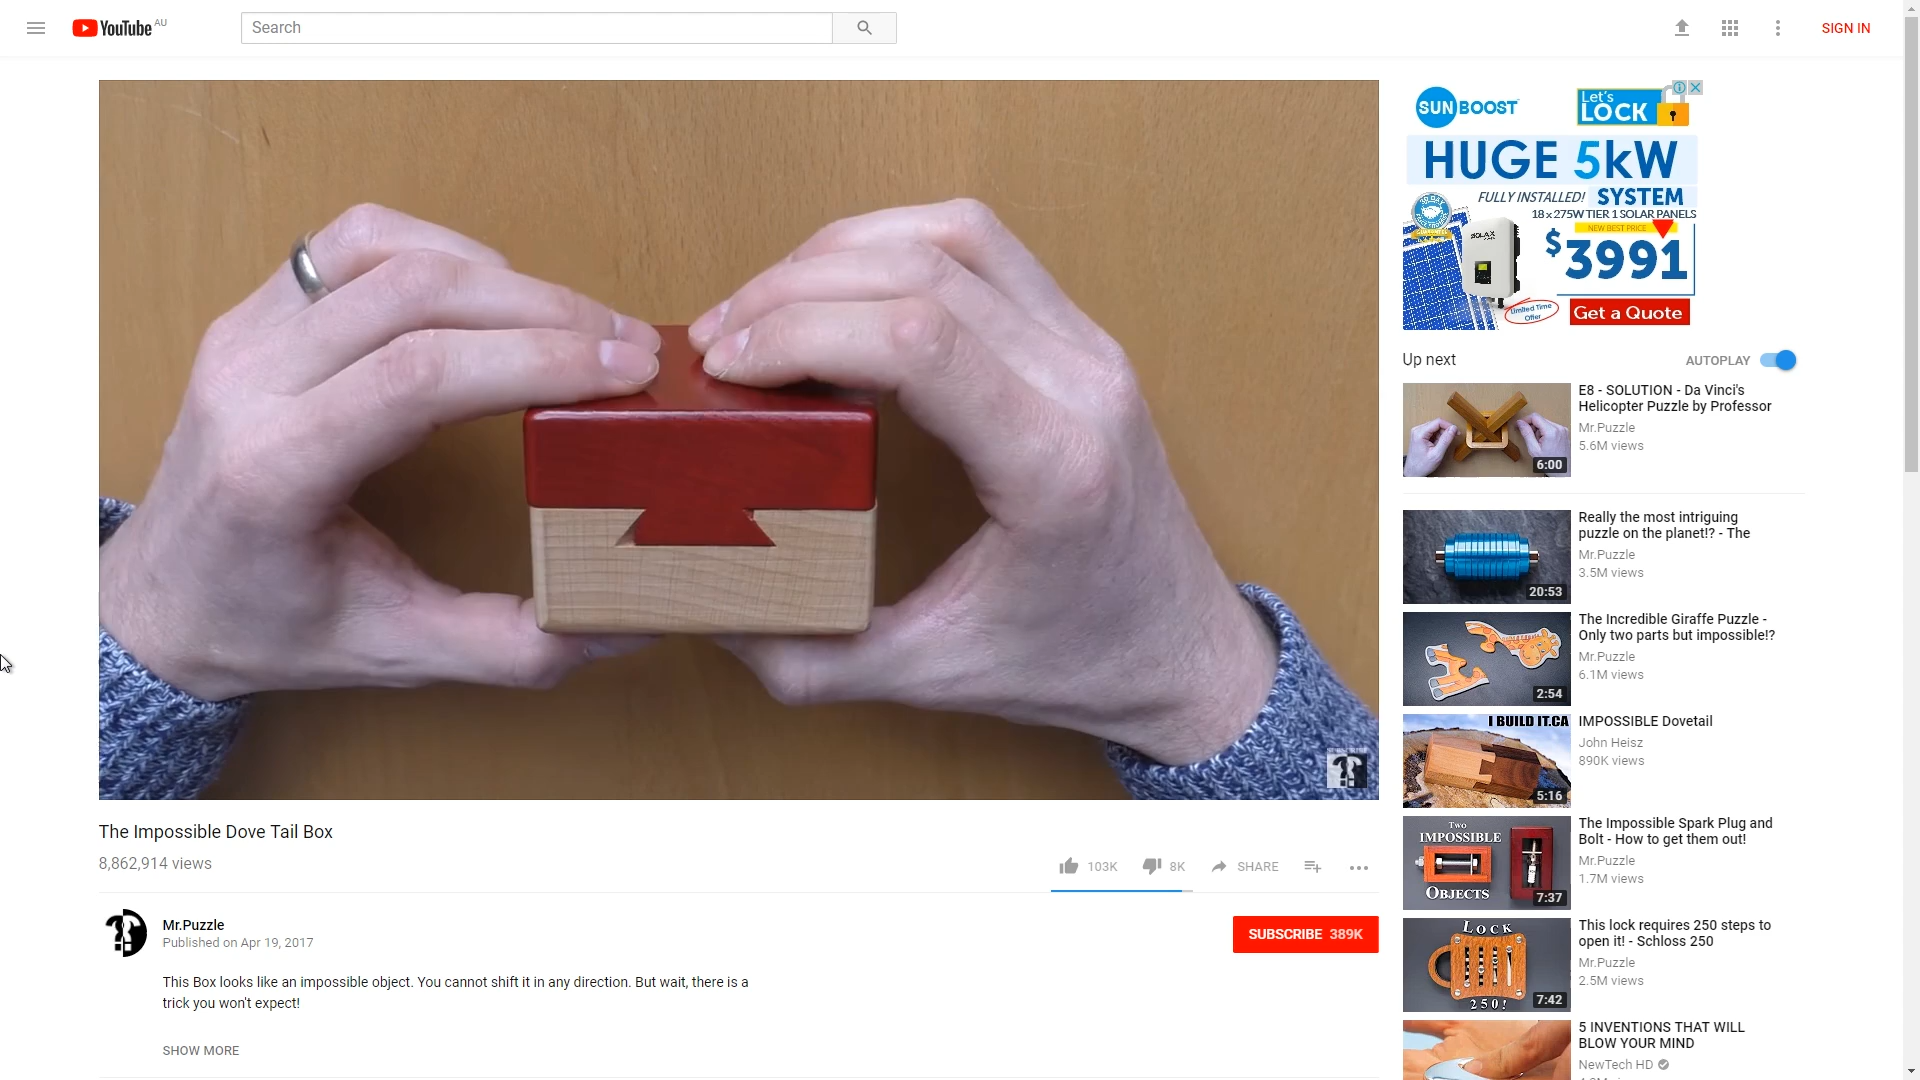 YouTube AU
Search
SIGN IN
SUN BOOST
Let's
LOCK
HUGE 5kW
FULLY INSTALLED! SYSTEM
18 x 275W TIER 1 SOLAR PANELS
NEW BEST PRICE
$3991
SOLAX
Limited Time
Offer
Get a Quote
Up next
AUTOPLAY
E8 - SOLUTION - Da Vinci's
Helicopter Puzzle by Professor
Mr.Puzzle
5.6M views
6:00
Really the most intriguing
puzzle on the planet!? - The
Mr.Puzzle
3.5M views
20:53
The Incredible Giraffe Puzzle -
Only two parts but impossible!?
Mr.Puzzle
6.1M views
2:54
I BUILD IT.CA
IMPOSSIBLE Dovetail
John Heisz
890K views
5:16
Two
IMPOSSIBLE
OBJECTS
The Impossible Spark Plug and
Bolt - How to get them out!
Mr.Puzzle
1.7M views
7:37
LOCK
250!
This lock requires 250 steps to
open it! - Schloss 250
Mr.Puzzle
2.5M views
7:42
5 INVENTIONS THAT WILL
BLOW YOUR MIND
NewTech HD
The Impossible Dove Tail Box
8,862,914 views
103K
8K
SHARE
Mr.Puzzle
Published on Apr 19, 2017
SUBSCRIBE 389K
This Box looks like an impossible object. You cannot shift it in any direction. But wait, there is a
trick you won't expect!
SHOW MORE